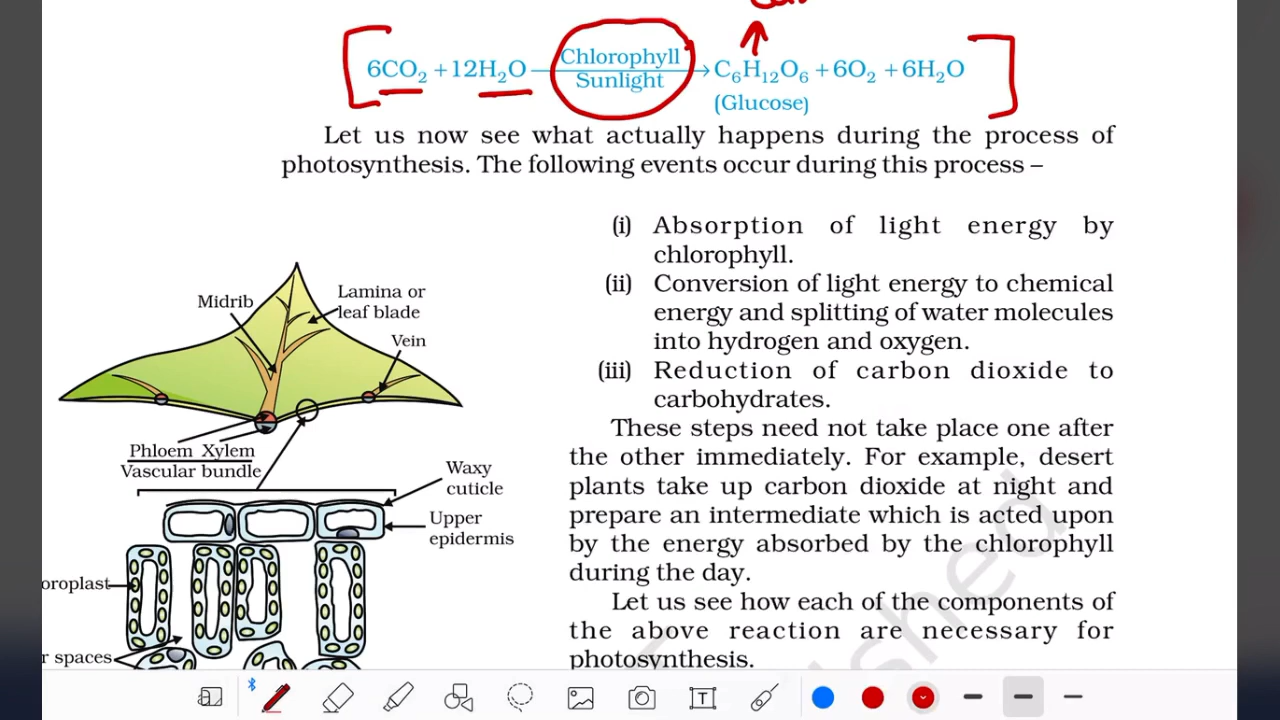 6CO₂ + 12H₂O Chlorophyll Sunlight → C₆H₁₂O₆ + 6O₂ + 6H₂O
(Glucose)
Let us now see what actually happens during the process of
photosynthesis. The following events occur during this process –
(i) Absorption of light energy by
chlorophyll.
(ii) Conversion of light energy to chemical
energy and splitting of water molecules
into hydrogen and oxygen.
(iii) Reduction of carbon dioxide to
carbohydrates.
These steps need not take place one after
the other immediately. For example, desert
plants take up carbon dioxide at night and
prepare an intermediate which is acted upon
by the energy absorbed by the chlorophyll
during the day.
Let us see how each of the components of
the above reaction are necessary for
photosynthesis.
Midrib
Lamina or
leaf blade
Vein
Phloem Xylem
Vascular bundle
Waxy
cuticle
Upper
epidermis
oroplast
r spaces
T